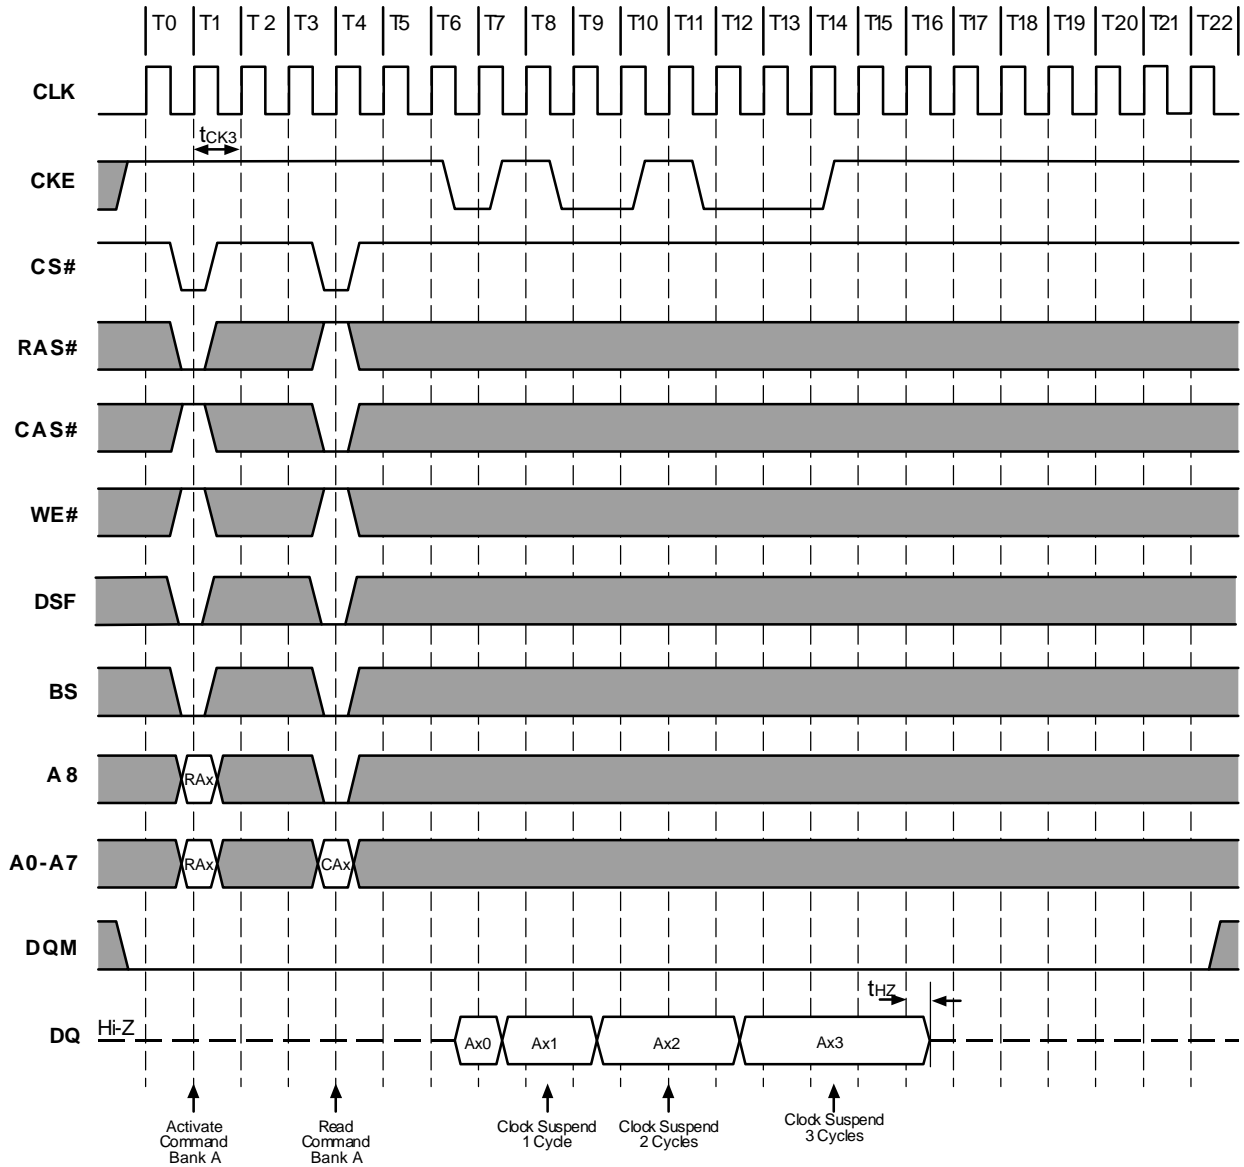 T0 T1 T2 T3 T4 T5 T6 T7 T8 T9 T10 T11 T12 T13 T14 T15 T16 T17 T18 T19 T20 T21 T22
CLK
tCK3
CKE
CS#
RAS#
CAS#
WE#
DSF
BS
A8
RAx
A0-A7
RAx CAx
DQM
tHZ
DQ
Hi-Z
Ax0 Ax1 Ax2 Ax3
Activate
Command
Bank A
Read
Command
Bank A
Clock Suspend
1 Cycle
Clock Suspend
2 Cycles
Clock Suspend
3 Cycles